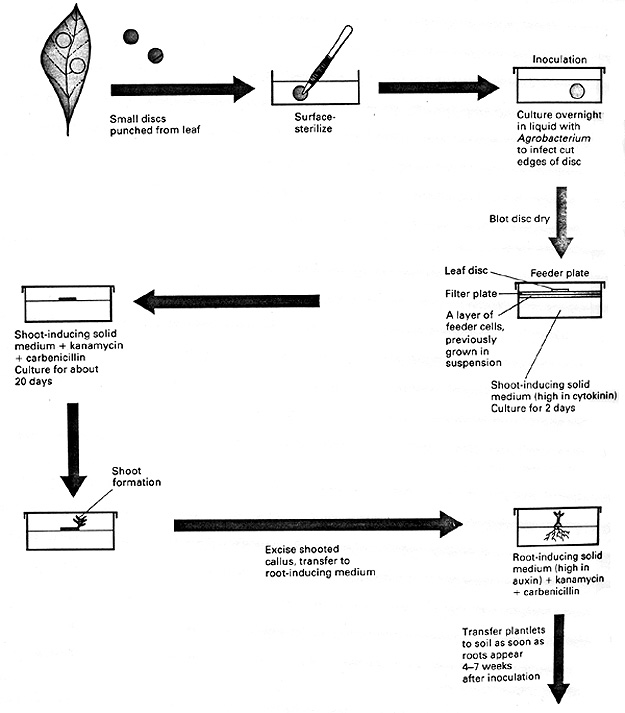 Small discs
punched from leaf
Surface-
sterilize
Inoculation
Culture overnight
in liquid with
Agrobacterium
to infect cut
edges of disc
Blot disc dry
Feeder plate
Leaf disc
Filter plate
A layer of
feeder cells,
previously
grown in
suspension
Shoot-inducing solid
medium (high in cytokinin)
Culture for 2 days
Shoot-inducing solid
medium + kanamycin
+ carbenicillin
Culture for about
20 days
Shoot
formation
Excise shooted
callus, transfer to
root-inducing medium
Root-inducing solid
medium (high in
auxin) + kanamycin
+ carbenicillin
Transfer plantlets
to soil as soon as
roots appear
4–7 weeks
after inoculation